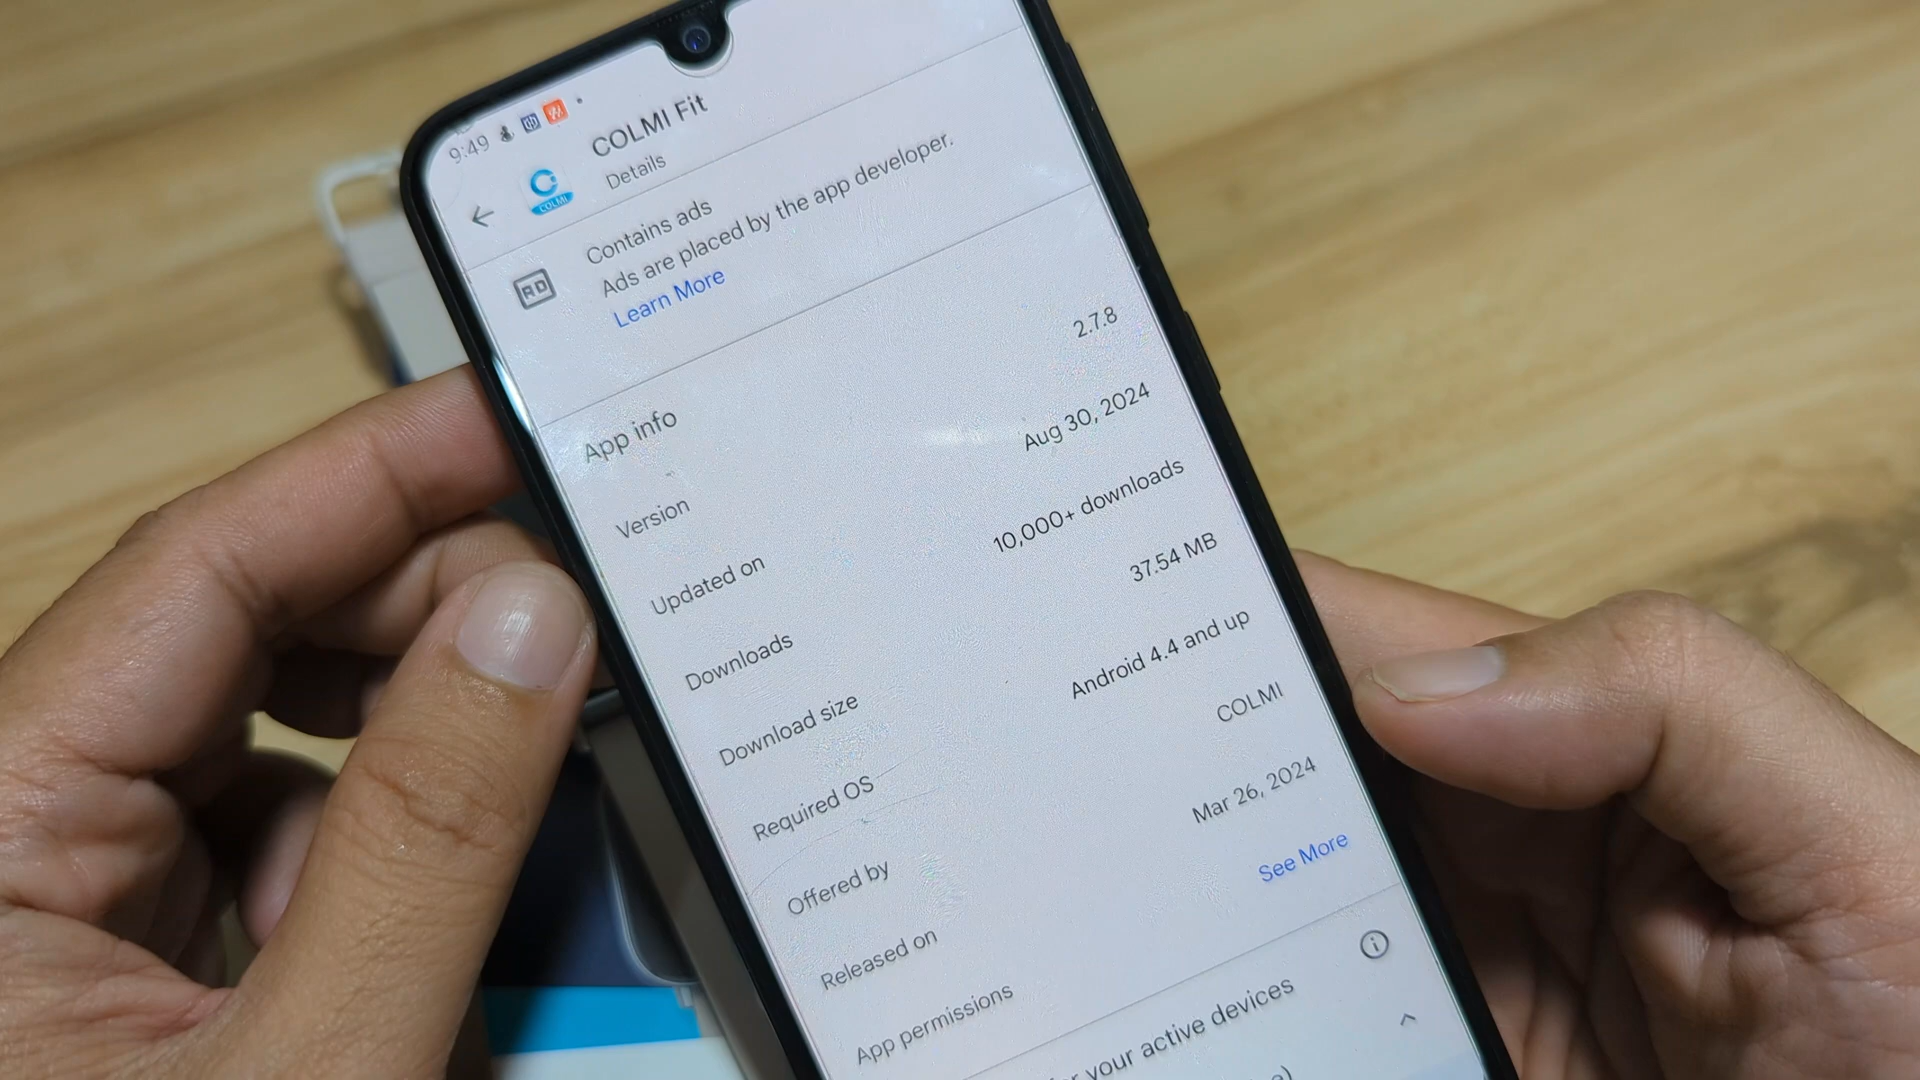 9:49
COLMI Fit
Details
COLMI
Contains ads
Ads are placed by the app developer.
Learn More
AD
App info
Version 2.7.8
Updated on Aug 30, 2024
Downloads 10,000+ downloads
Download size 37.54 MB
Required OS Android 4.4 and up
Offered by COLMI
Released on Mar 26, 2024
App permissions See More
your active devices